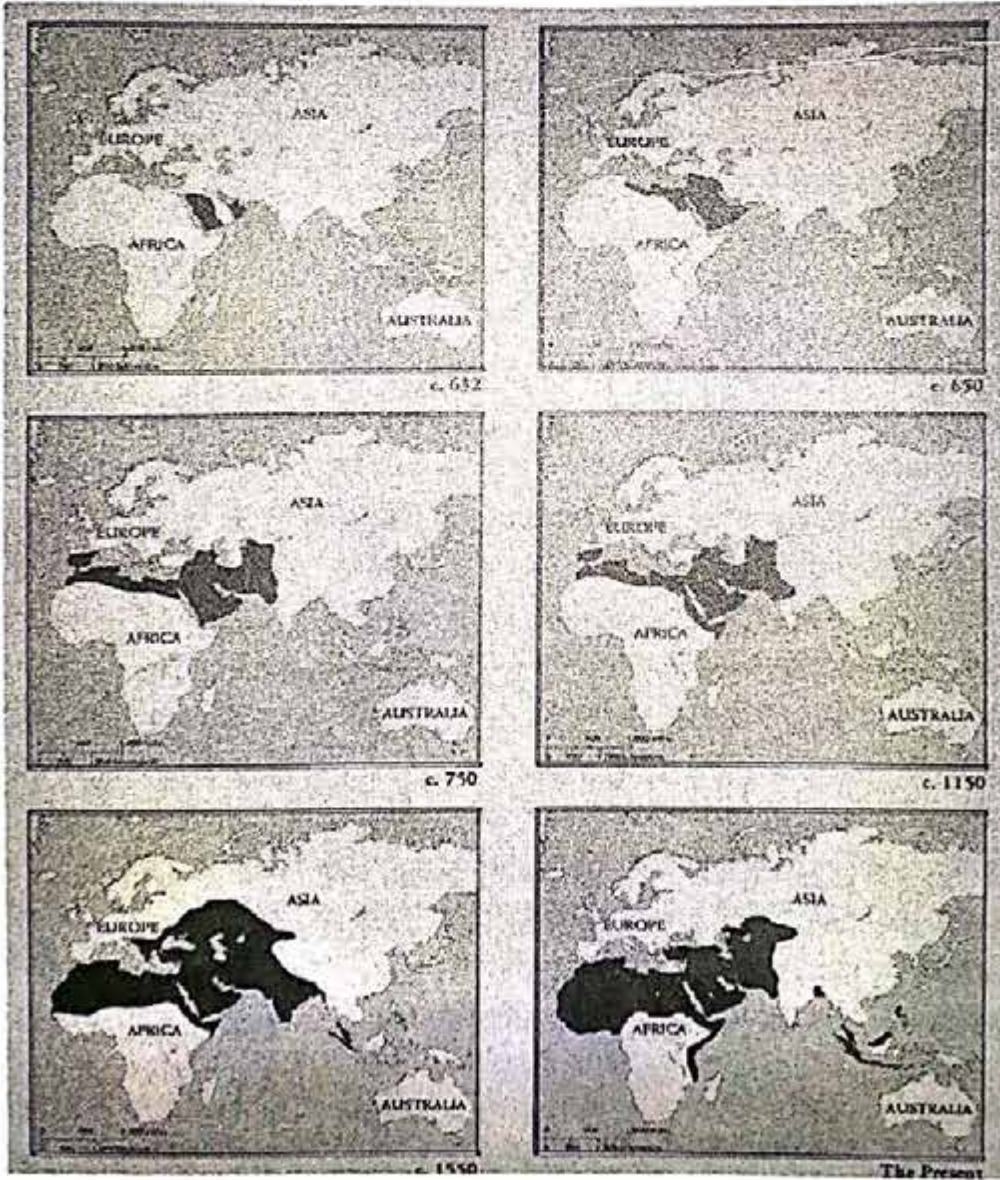 ASIA
EUROPE
AFRICA
AUSTRALIA
c. 632
ASIA
EUROPE
AFRICA
AUSTRALIA
c. 650
ASIA
EUROPE
AFRICA
AUSTRALIA
c. 750
ASIA
EUROPE
AFRICA
AUSTRALIA
c. 1150
ASIA
EUROPE
AFRICA
AUSTRALIA
c. 1550
ASIA
EUROPE
AFRICA
AUSTRALIA
The Present